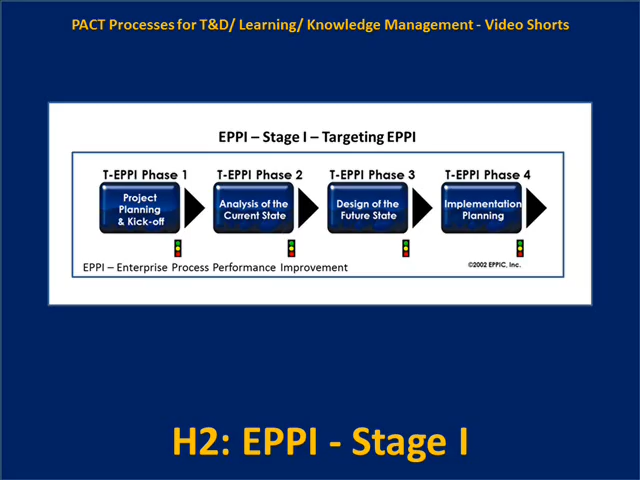 PACT Processes for T&D/ Learning/ Knowledge Management - Video Shorts
EPPI – Stage I – Targeting EPPI
T-EPPI Phase 1
T-EPPI Phase 2
T-EPPI Phase 3
T-EPPI Phase 4
Project
Planning
& Kick-off
Analysis of the
Current State
Design of the
Future State
Implementation
Planning
EPPI – Enterprise Process Performance Improvement
©2002 EPPIC, Inc.
H2: EPPI - Stage I